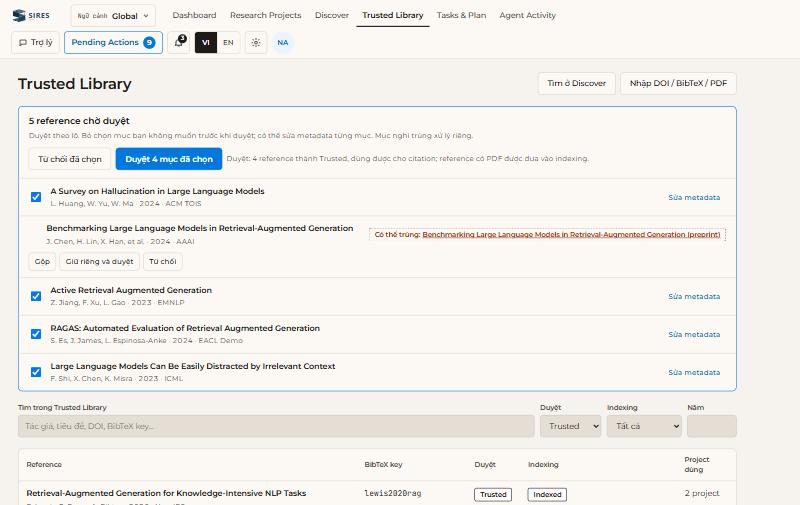 SIRES
Ngữ cảnh Global
Dashboard
Research Projects
Discover
Trusted Library
Tasks & Plan
Agent Activity
Trợ lý
Pending Actions 9
3
VI
EN
NA
Trusted Library
Tìm ở Discover
Nhập DOI / BibTeX / PDF
5 reference chờ duyệt
Duyệt theo lô. Bỏ chọn mục bạn không muốn trước khi duyệt; có thể sửa metadata từng mục. Mục nghi trùng xử lý riêng.
Từ chối đã chọn
Duyệt 4 mục đã chọn
Duyệt: 4 reference thành Trusted, dùng được cho citation; reference có PDF được đưa vào indexing.
A Survey on Hallucination in Large Language Models
L. Huang, W. Yu, W. Ma · 2024 · ACM TOIS
Sửa metadata
Benchmarking Large Language Models in Retrieval-Augmented Generation
J. Chen, H. Lin, X. Han, et al. · 2024 · AAAI
Có thể trùng: Benchmarking Large Language Models in Retrieval-Augmented Generation (preprint)
Gộp
Giữ riêng và duyệt
Từ chối
Active Retrieval Augmented Generation
Z. Jiang, F. Xu, L. Gao · 2023 · EMNLP
Sửa metadata
RAGAS: Automated Evaluation of Retrieval Augmented Generation
S. Es, J. James, L. Espinosa-Anke · 2024 · EACL Demo
Sửa metadata
Large Language Models Can Be Easily Distracted by Irrelevant Context
F. Shi, X. Chen, K. Misra · 2023 · ICML
Sửa metadata
Tìm trong Trusted Library
Duyệt
Indexing
Năm
Tác giả, tiêu đề, DOI, BibTeX key...
Trusted
Tất cả
Reference
BibTeX key
Duyệt
Indexing
Project dùng
Retrieval-Augmented Generation for Knowledge-Intensive NLP Tasks
lewis2020rag
Trusted
Indexed
2 project